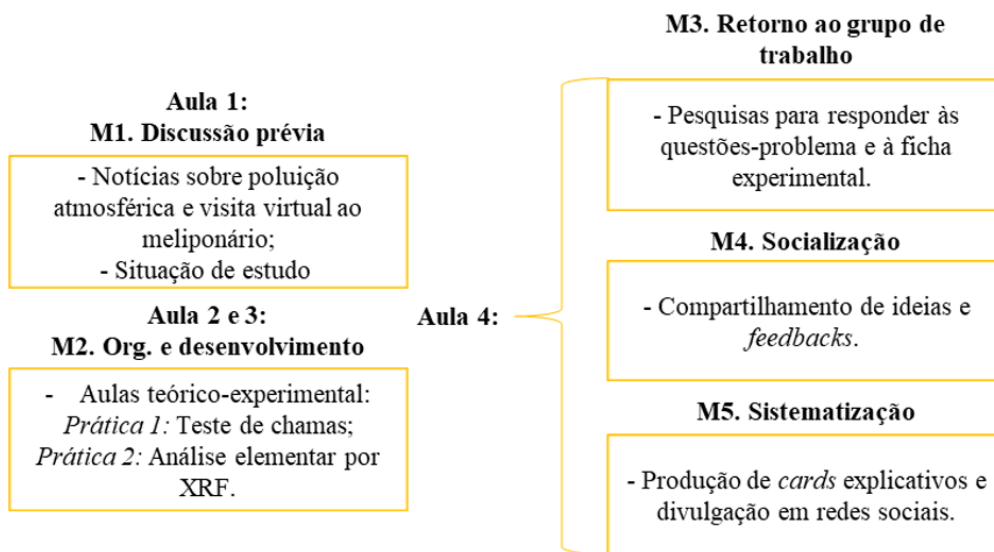 Aula 1:
M1. Discussão prévia
- Notícias sobre poluição
atmosférica e visita virtual ao
meliponário;
- Situação de estudo
Aula 2 e 3:
M2. Org. e desenvolvimento
- Aulas teórico-experimental:
Prática 1: Teste de chamas;
Prática 2: Análise elementar por
XRF.
Aula 4:
M3. Retorno ao grupo de
trabalho
- Pesquisas para responder às
questões-problema e à ficha
experimental.
M4. Socialização
- Compartilhamento de ideias e
feedbacks.
M5. Sistematização
- Produção de cards explicativos e
divulgação em redes sociais.